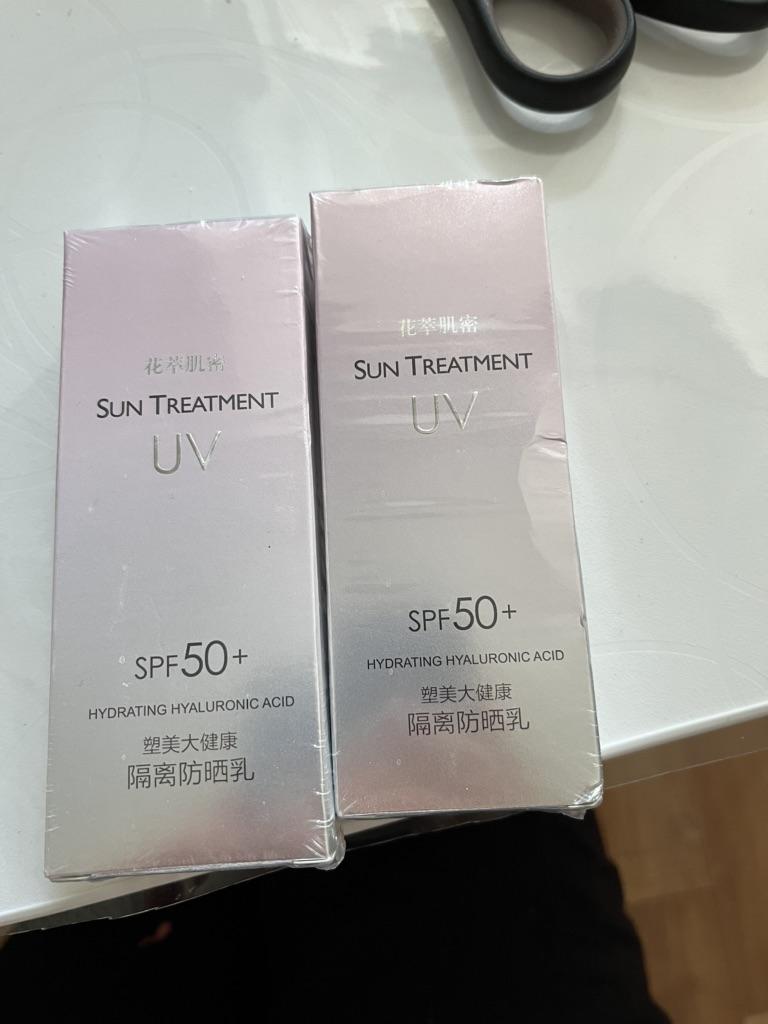 花萃肌密
SUN TREATMENT
UV
SPF50+
HYDRATING HYALURONIC ACID
塑美大健康
隔离防晒乳
花萃肌密
SUN TREATMENT
UV
SPF50+
HYDRATING HYALURONIC ACID
塑美大健康
隔离防晒乳